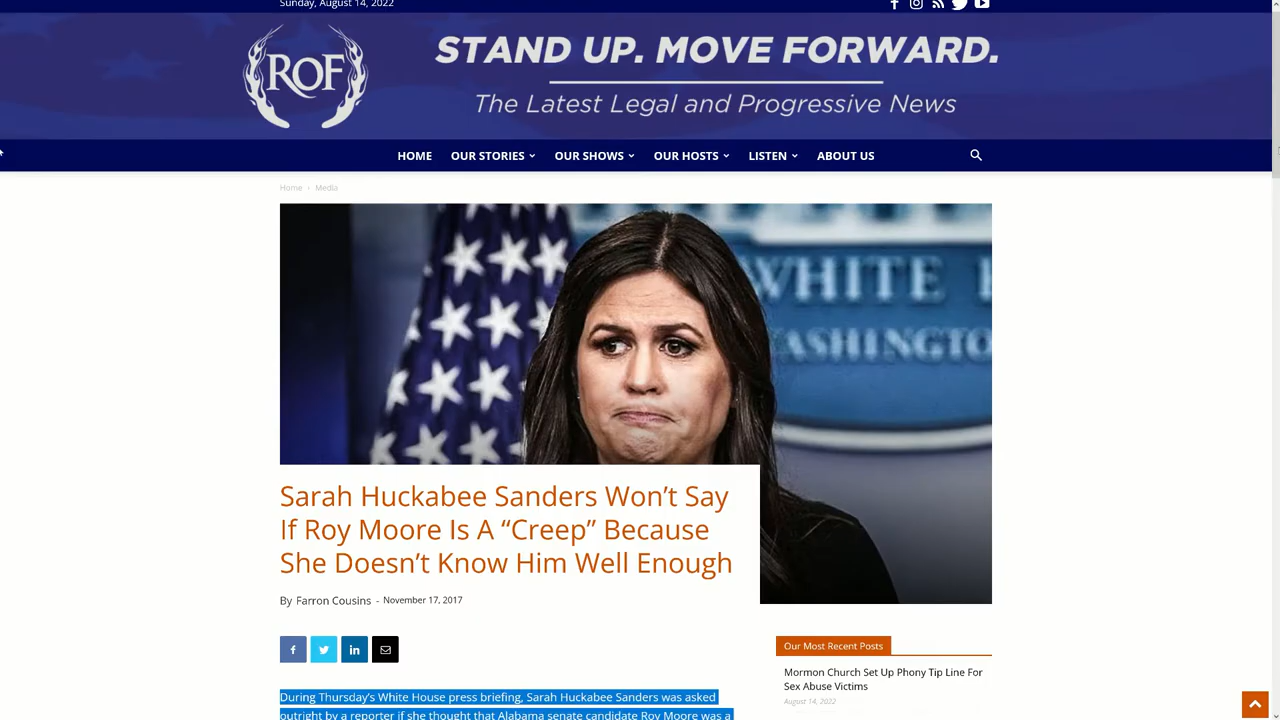 Sunday, August 14, 2022
ROF
STAND UP. MOVE FORWARD.
The Latest Legal and Progressive News
HOME OUR STORIES OUR SHOWS OUR HOSTS LISTEN ABOUT US
Home › Media
WHITE H
WASHINGTON
Sarah Huckabee Sanders Won’t Say
If Roy Moore Is A “Creep” Because
She Doesn’t Know Him Well Enough
By Farron Cousins - November 17, 2017
Our Most Recent Posts
Mormon Church Set Up Phony Tip Line For
Sex Abuse Victims
August 14, 2022
During Thursday’s White House press briefing, Sarah Huckabee Sanders was asked
outright by a reporter if she thought that Alabama senate candidate Roy Moore was a